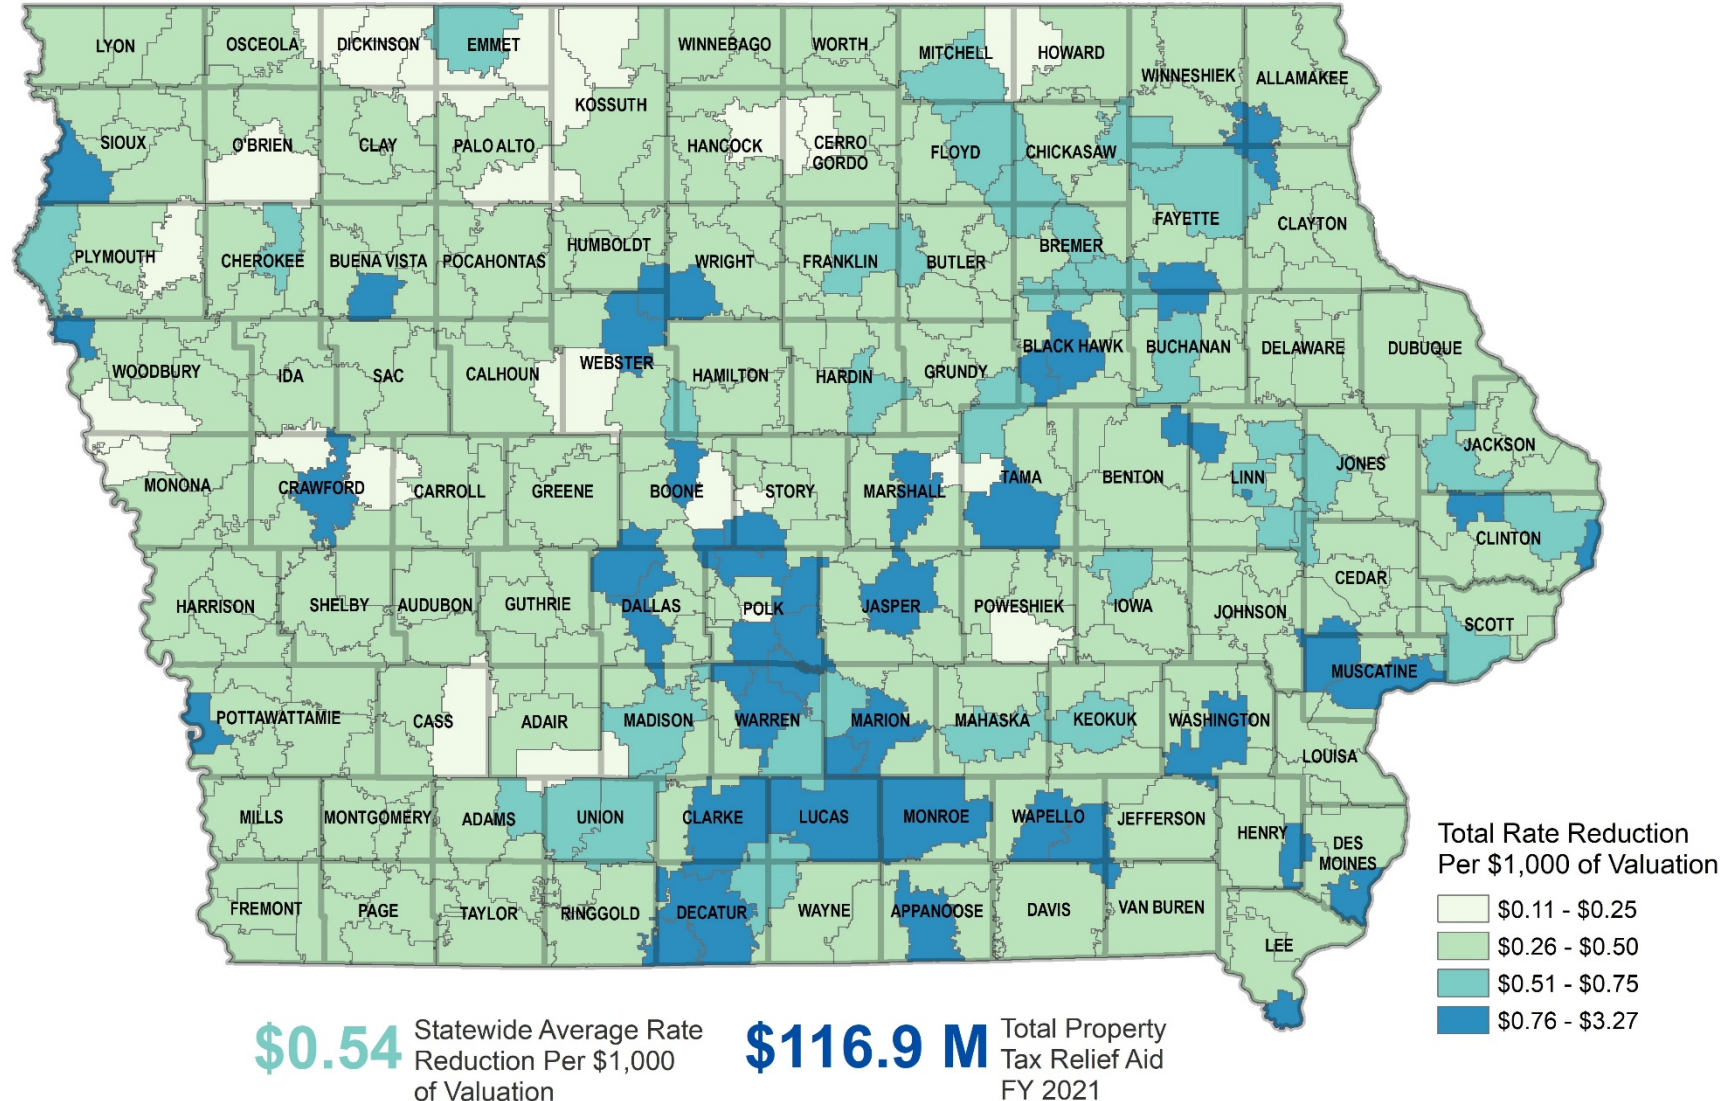 LYON
OSCEOLA
DICKINSON
EMMET
WINNEBAGO
WORTH
MITCHELL
HOWARD
WINNESHIEK
ALLAMAKEE
KOSSUTH
SIOUX
O'BRIEN
CLAY
PALO ALTO
HANCOCK
CERRO
GORDO
FLOYD
CHICKASAW
FAYETTE
CLAYTON
PLYMOUTH
CHEROKEE
BUENA VISTA
POCAHONTAS
HUMBOLDT
WRIGHT
FRANKLIN
BUTLER
BREMER
WOODBURY
IDA
SAC
CALHOUN
WEBSTER
HAMILTON
HARDIN
GRUNDY
BLACK HAWK
BUCHANAN
DELAWARE
DUBUQUE
MONONA
CRAWFORD
CARROLL
GREENE
BOONE
STORY
MARSHALL
TAMA
BENTON
LINN
JONES
JACKSON
CLINTON
HARRISON
SHELBY
AUDUBON
GUTHRIE
DALLAS
POLK
JASPER
POWESHIEK
IOWA
JOHNSON
CEDAR
SCOTT
MUSCATINE
POTTAWATTAMIE
CASS
ADAIR
MADISON
WARREN
MARION
MAHASKA
KEOKUK
WASHINGTON
LOUISA
MILLS
MONTGOMERY
ADAMS
UNION
CLARKE
LUCAS
MONROE
WAPELLO
JEFFERSON
HENRY
DES
MOINES
FREMONT
PAGE
TAYLOR
RINGGOLD
DECATUR
WAYNE
APPANOOSE
DAVIS
VAN BUREN
LEE
Total Rate Reduction
Per $1,000 of Valuation
$0.11 - $0.25
$0.26 - $0.50
$0.51 - $0.75
$0.76 - $3.27
$0.54
Statewide Average Rate
Reduction Per $1,000
of Valuation
$116.9 M
Total Property
Tax Relief Aid
FY 2021